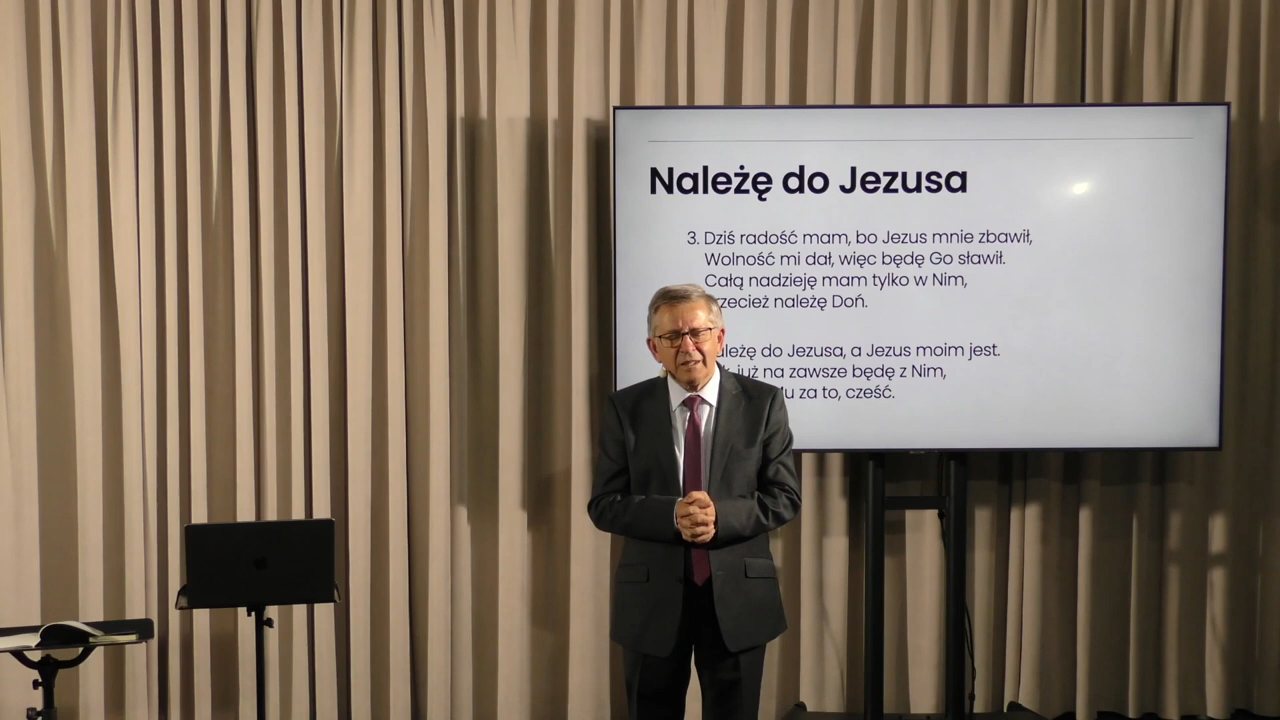 Należę do Jezusa
3. Dziś radość mam, bo Jezus mnie zbawił,
Wolność mi dał, więc będę Go sławił.
Całą nadzieję mam tylko w Nim,
należę Doń.
do Jezusa, a Jezus moim jest.
już na zawsze będę z Nim,
za to, cześć.